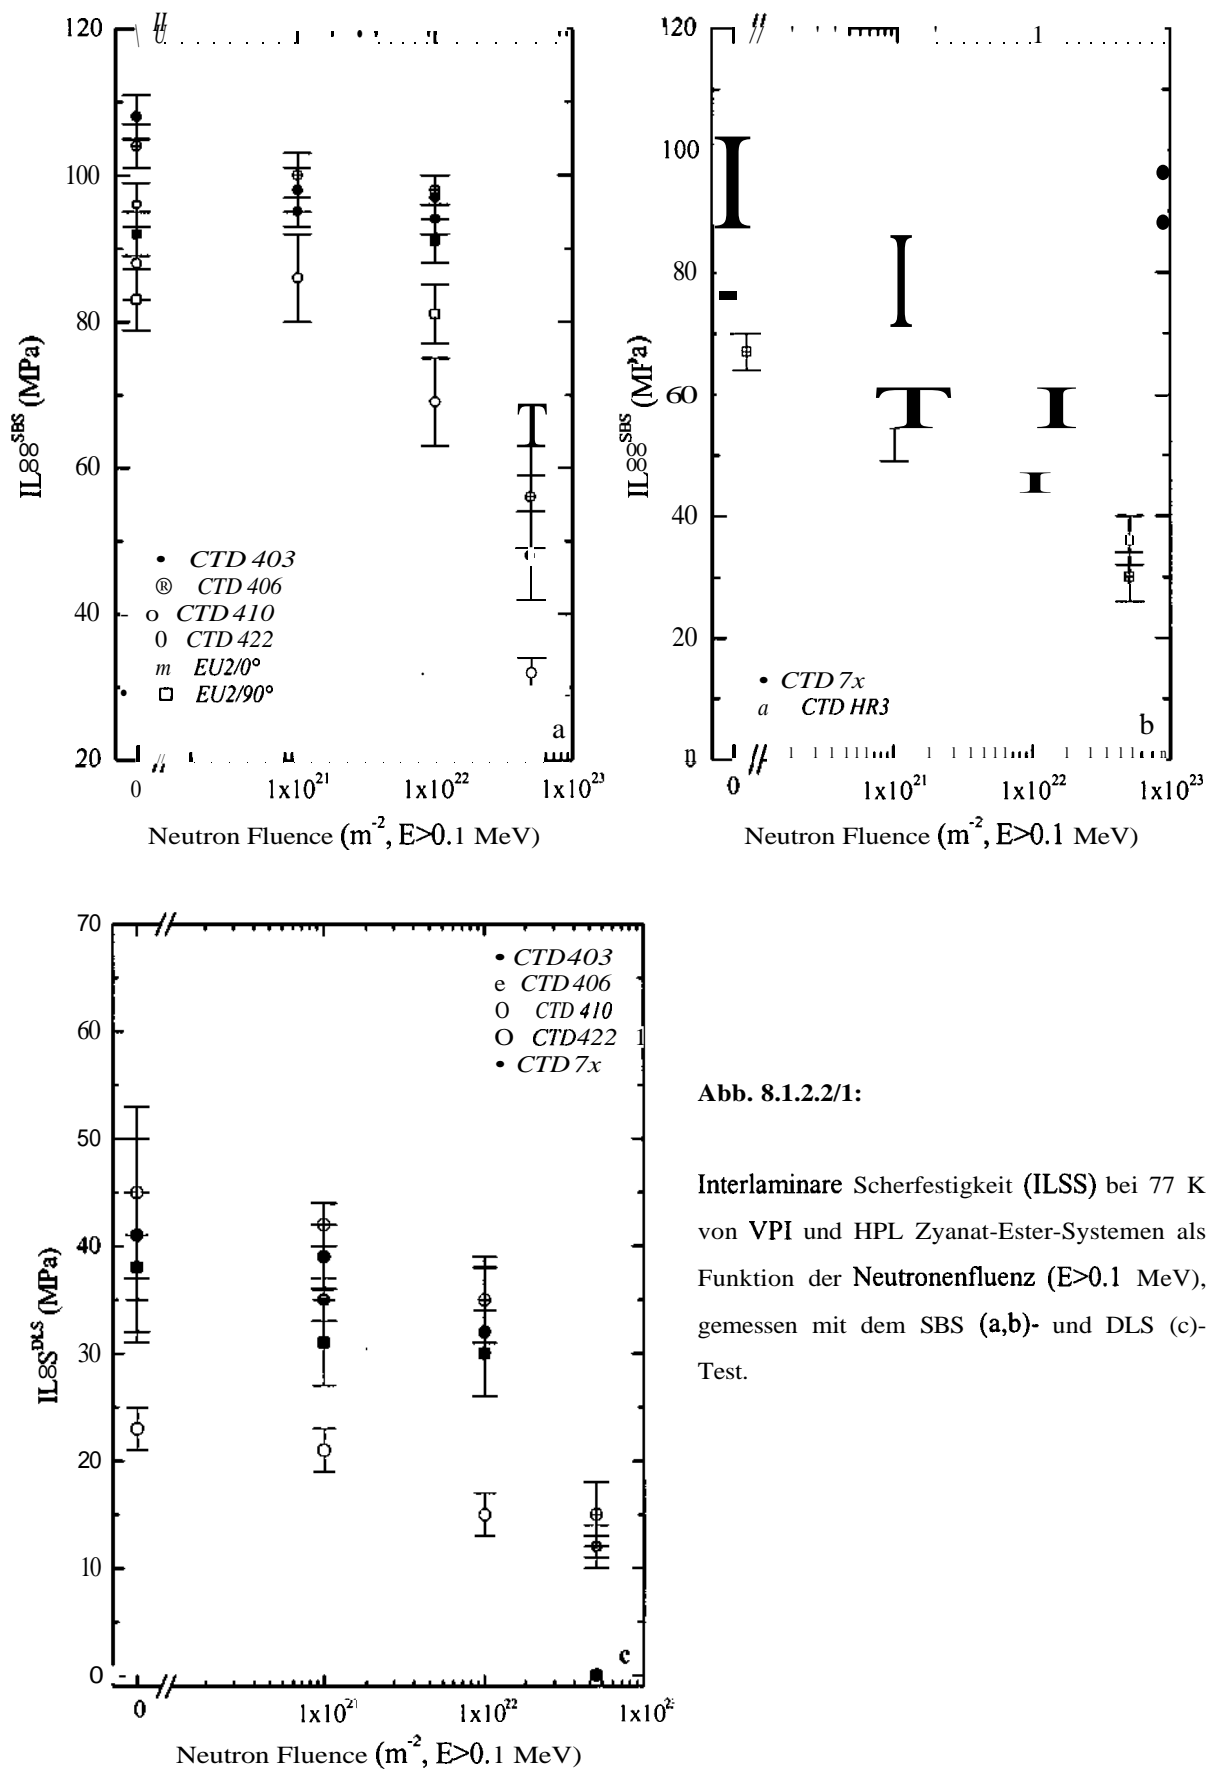 120
100
80
60
40
20
IL88^SBS (MPa)
• CTD 403
® CTD 406
o CTD 410
0 CTD 422
m EU2/0°
□ EU2/90°
a
0 // 1x10^21 1x10^22 1x10^23
Neutron Fluence (m^-2, E>0.1 MeV)
120
100
80
60
40
20
n
IL88^SBS (MPa)
1
• CTD 7x
a CTD HR3
b
0 // 1x10^21 1x10^22 1x10^23
Neutron Fluence (m^-2, E>0.1 MeV)
70
60
50
40
30
20
10
0
IL8S^DLS (MPa)
• CTD 403
e CTD 406
0 CTD 410
O CTD 422 1
• CTD 7x
c
0 1x10^21 1x10^22
Neutron Fluence (m^-2, E>0.1 MeV)
Abb. 8.1.2.2/1:
Interlaminare Scherfestigkeit (ILSS) bei 77 K
von VPI und HPL Zyanat-Ester-Systemen als
Funktion der Neutronenfluenz (E>0.1 MeV),
gemessen mit dem SBS (a,b)- und DLS (c)-
Test.